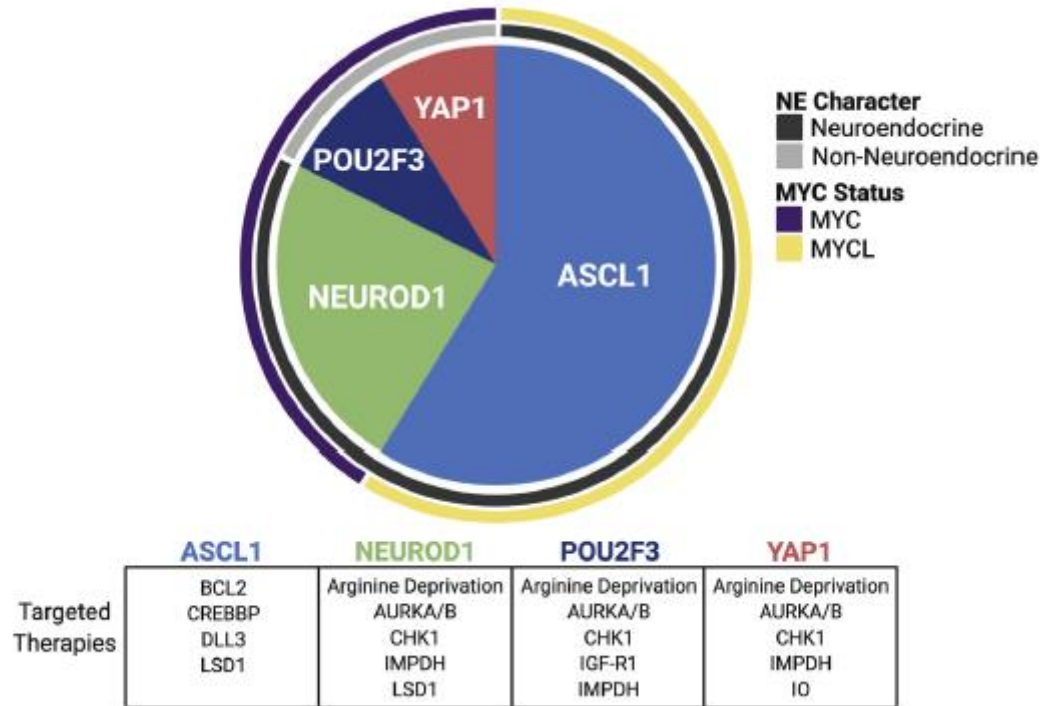 YAP1
POU2F3
NEUROD1
ASCL1
NE Character
Neuroendocrine
Non-Neuroendocrine
MYC Status
MYC
MYCL
ASCL1 NEUROD1 POU2F3 YAP1
Targeted Therapies
BCL2
CREBBP
DLL3
LSD1
Arginine Deprivation
AURKA/B
CHK1
IMPDH
LSD1
Arginine Deprivation
AURKA/B
CHK1
IGF-R1
IMPDH
Arginine Deprivation
AURKA/B
CHK1
IMPDH
IO